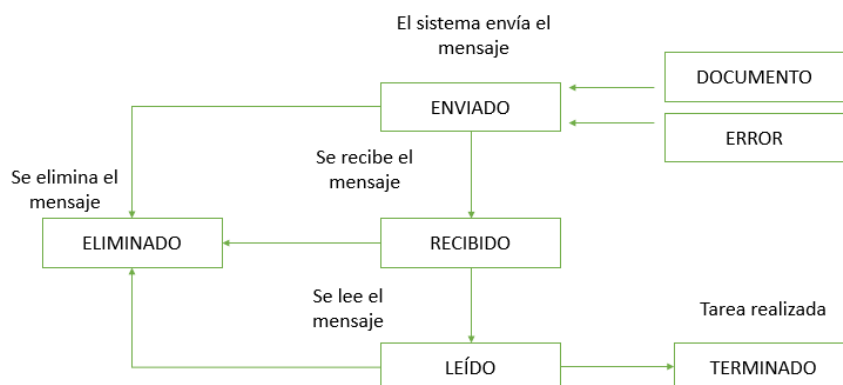 El sistema envía el
mensaje
DOCUMENTO
ENVIADO
ERROR
Se recibe el
mensaje
Se elimina el
mensaje
ELIMINADO
RECIBIDO
Se lee el
mensaje
Tarea realizada
LEÍDO
TERMINADO